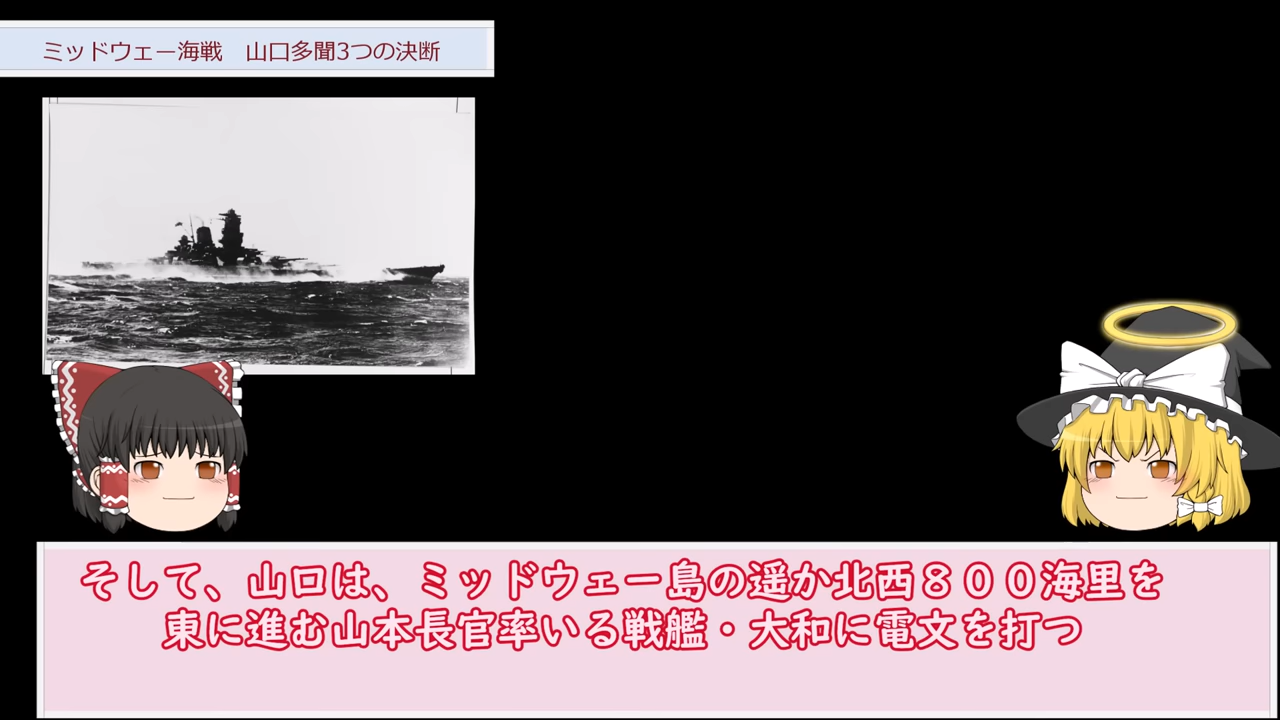 ミッドウェー海戦　山口多聞3つの決断
そして、山口は、ミッドウェー島の遥か北西８００海里を
東に進む山本長官率いる戦艦・大和に電文を打つ